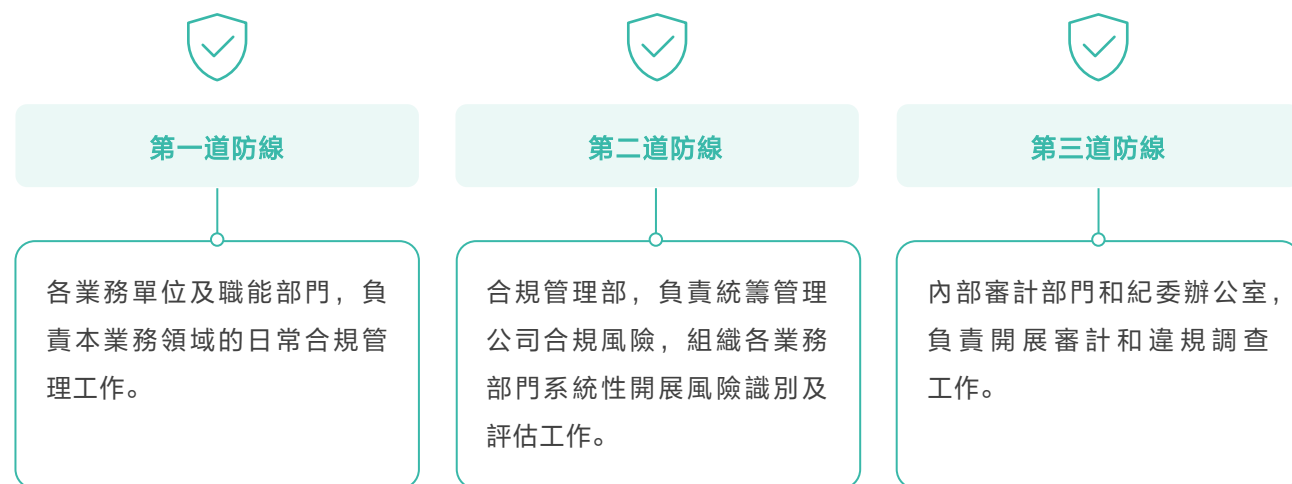 第一道防線
各業務單位及職能部門，負
責本業務領域的日常合規管
理工作。
第二道防線
合規管理部，負責統籌管理
公司合規風險，組織各業務
部門系統性開展風險識別及
評估工作。
第三道防線
內部審計部門和紀委辦公室，
負責開展審計和違規調查
工作。